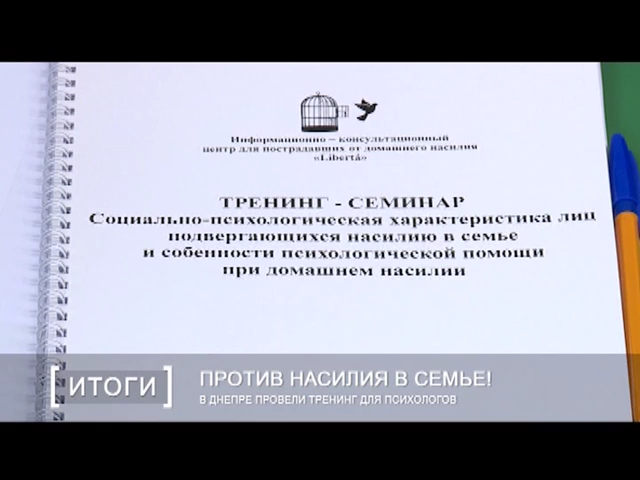 Информационно – консультационный
центр для пострадавших от домашнего насилия
«Libertá»
ТРЕНИНГ - СЕМИНАР
Социально-психологическая характеристика лиц
подвергающихся насилию в семье
и собенности психологической помощи
при домашнем насилии
[ИТОГИ]
ПРОТИВ НАСИЛИЯ В СЕМЬЕ!
В ДНЕПРЕ ПРОВЕЛИ ТРЕНИНГ ДЛЯ ПСИХОЛОГОВ